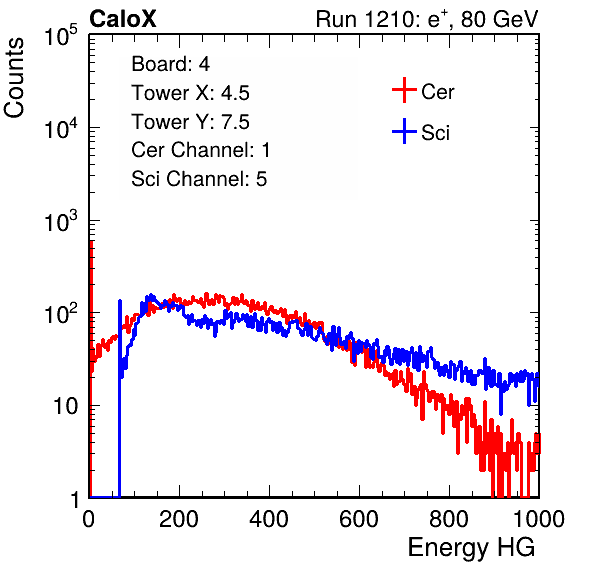 CaloX Run 1210: e⁺, 80 GeV
Counts
10⁵
10⁴
10³
10²
10
1
Board: 4
Tower X: 4.5
Tower Y: 7.5
Cer Channel: 1
Sci Channel: 5
Cer
Sci
0 200 400 600 800 1000
Energy HG